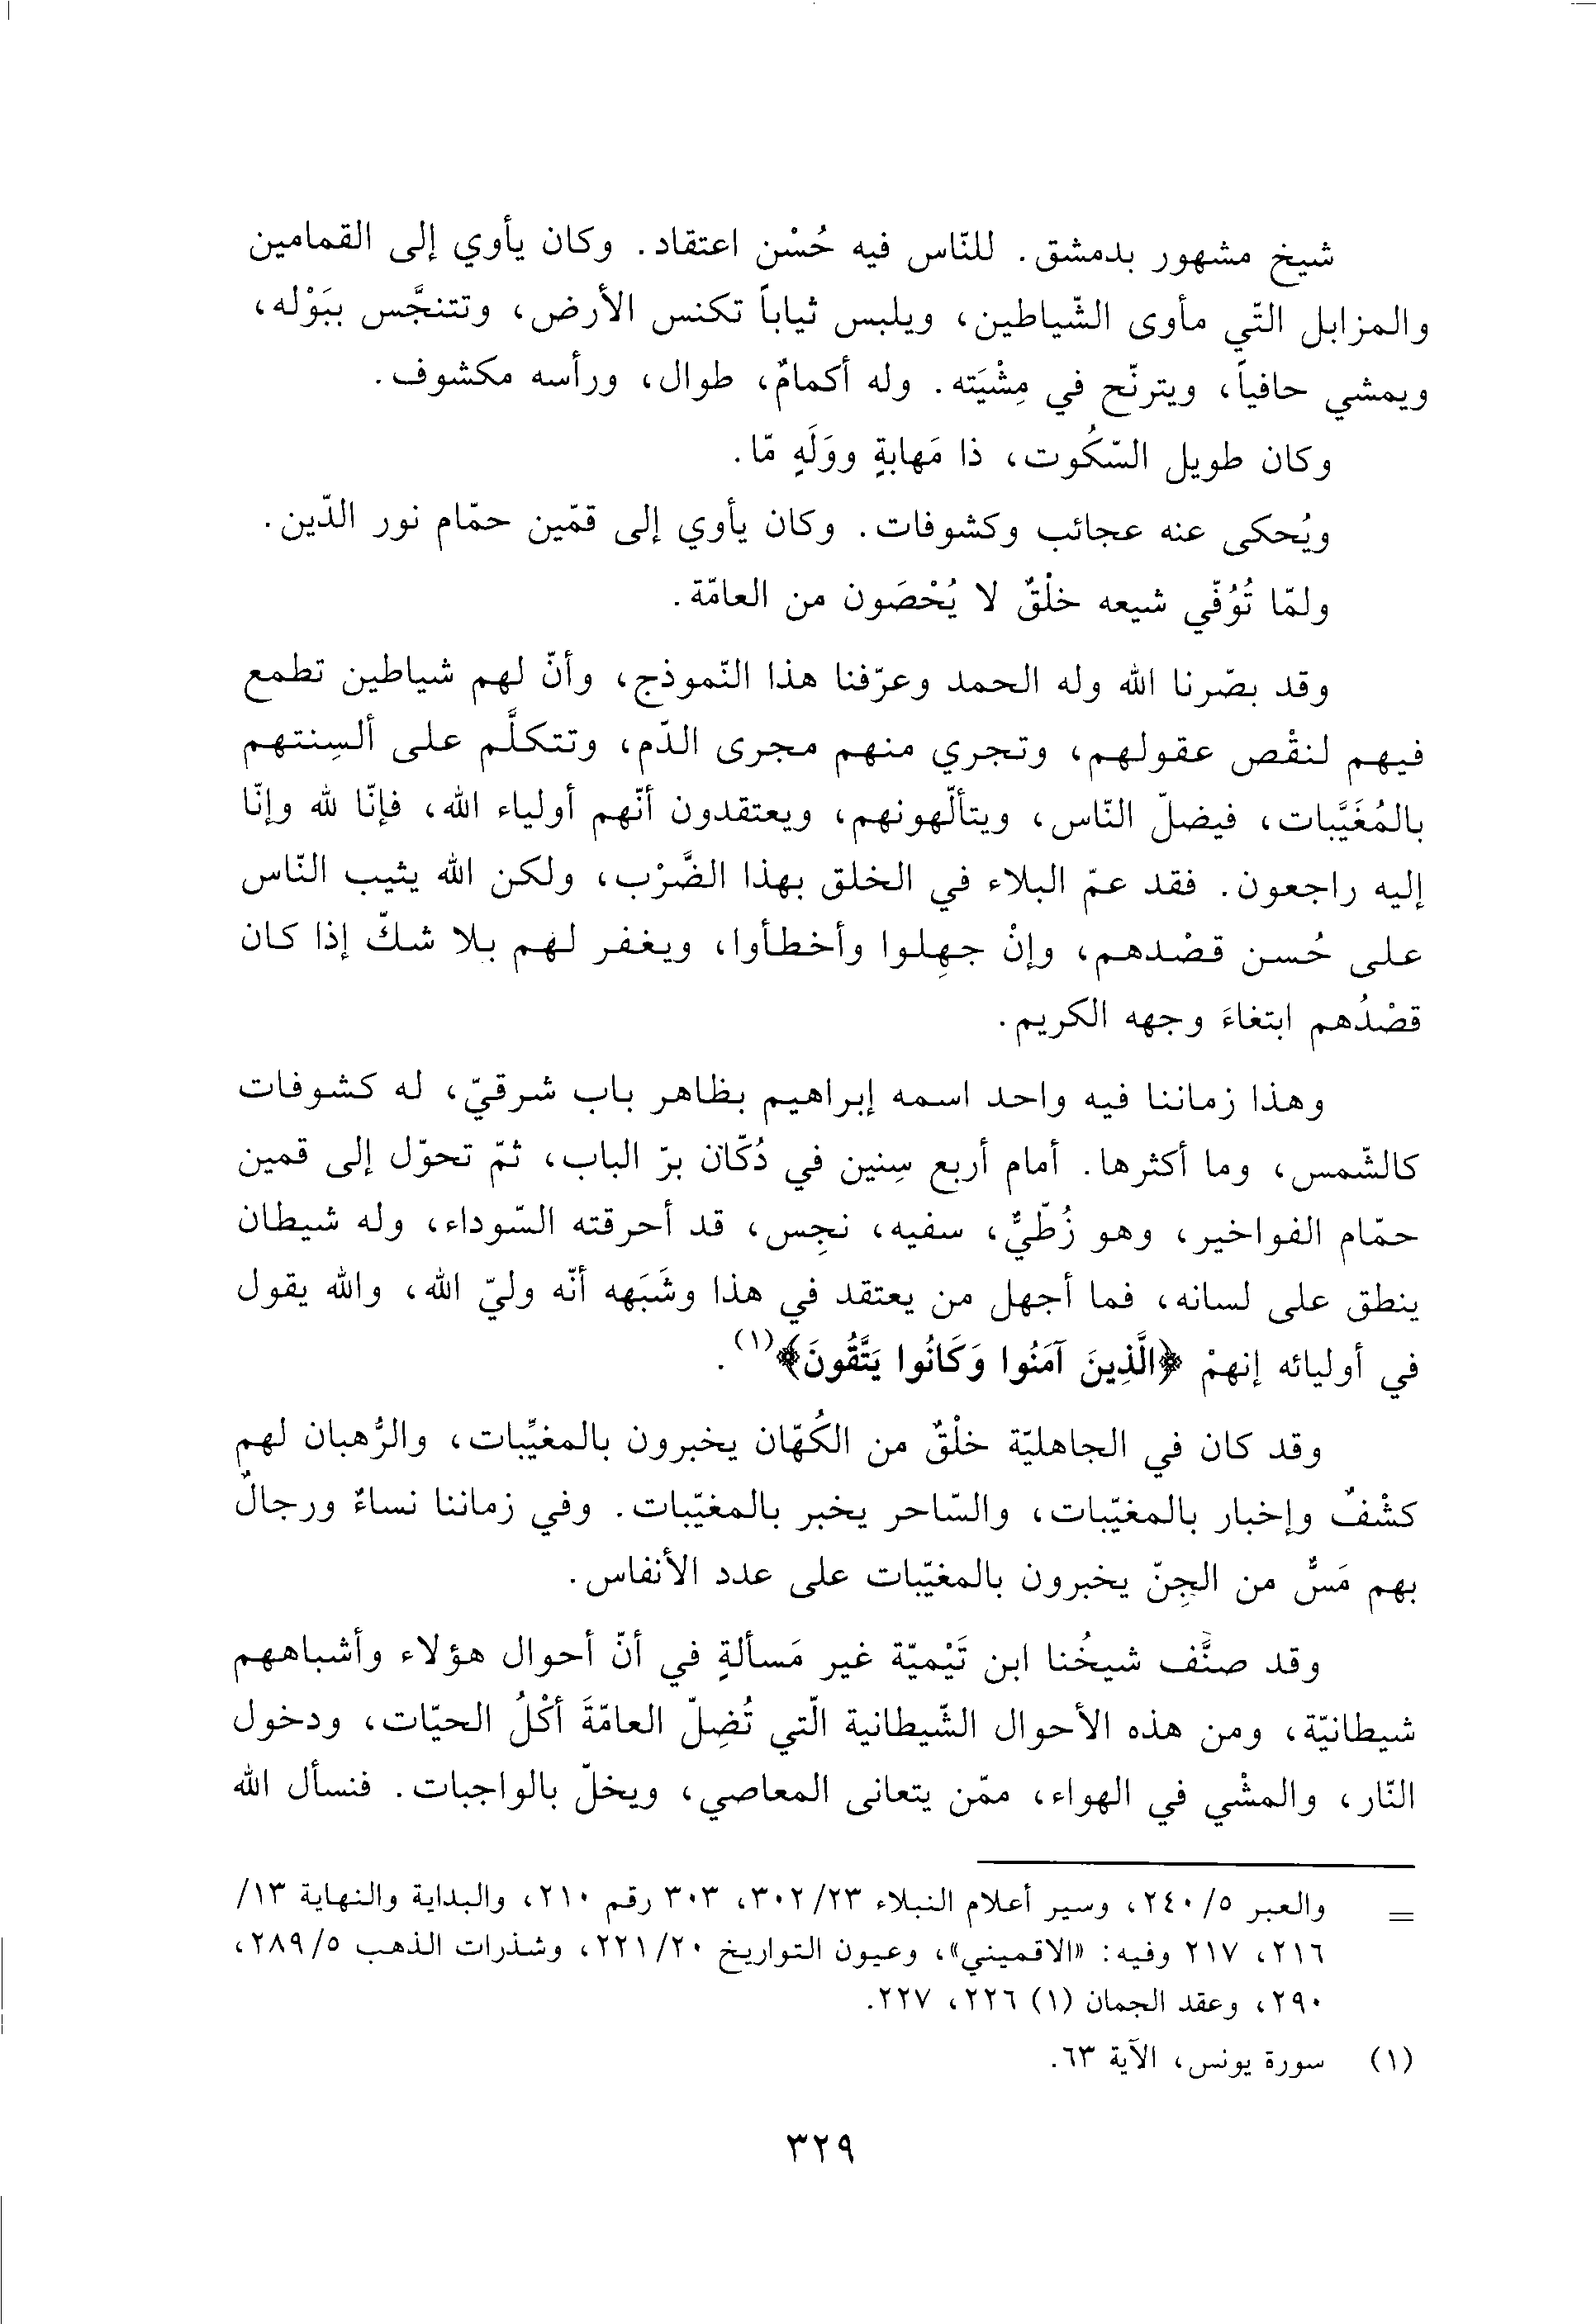 شيخ مشهور بدمشق. للنّاس فيه حُسْن اعتقاد. وكان يأوي إلى القمامين
والمزابل التّي مأوى الشّياطين، ويلبس ثياباً تكنس الأرض، وتتنجَّس ببَوْله،
ويمشي حافياً، ويترنّح في مِشْيَته. وله أكمامٌ، طوال، ورأسه مكشوف.
وكان طويل السّكُوت، ذا مَهابةٍ ووَلَهٍ مّا.
ويُحكى عنه عجائب وكشوفات. وكان يأوي إلى قمّين حمّام نور الدّين.
ولمّا تُوُفّي شيعه خلْقٌ لا يُحْصَون من العامّة.
وقد بصّرنا الله وله الحمد وعرّفنا هذا النّموذج، وأنّ لهم شياطين تطمع
فيهم لنقْص عقولهم، وتجري منهم مجرى الدّم، وتتكلَّم على ألسِنتهم
بالمُغَيَّبات، فيضلّ النّاس، ويتألّهونهم، ويعتقدون أنّهم أولياء الله، فإنّا لله وإنّا
إليه راجعون. فقد عمّ البلاء في الخلق بهذا الضَّرْب، ولكن الله يثيب النّاس
على حُسن قصْدهم، وإنْ جهِلوا وأخطأوا، ويغفر لهم بلا شكّ إذا كان
قصْدُهم ابتغاءَ وجهه الكريم.
وهذا زماننا فيه واحد اسمه إبراهيم بظاهر باب شرقيّ، له كشوفات
كالشّمس، وما أكثرها. أمام أربع سِنين في دُكّان برّ الباب، ثمّ تحوّل إلى قمين
حمّام الفواخير، وهو زُطّيٌّ، سفيه، نجِس، قد أحرقته السّوداء، وله شيطان
ينطق على لسانه، فما أجهل من يعتقد في هذا وشَبَهه أنّه وليّ الله، والله يقول
في أوليائه إنهمْ ﴿الَّذِينَ آمَنُوا وَكَانُوا يَتَّقُونَ﴾(١).
وقد كان في الجاهليّة خلْقٌ من الكُهّان يخبرون بالمغيِّبات، والرُّهبان لهم
كشْفٌ وإخبار بالمغيّبات، والسّاحر يخبر بالمغيّبات. وفي زماننا نساءٌ ورجالٌ
بهم مَسٌّ من الجِنّ يخبرون بالمغيّبات على عدد الأنفاس.
وقد صنَّف شيخُنا ابن تَيْميّة غير مَسألةٍ في أنّ أحوال هؤلاء وأشباههم
شيطانيّة، ومن هذه الأحوال الشّيطانية الّتي تُضِلّ العامّةَ أكْلُ الحيّات، ودخول
النّار، والمشْي في الهواء، ممّن يتعانى المعاصي، ويخلّ بالواجبات. فنسأل الله
= والعبر ٥/ ٢٤٠، وسير أعلام النبلاء ٢٣/ ٣٠٢، ٣٠٣ رقم ٢١٠، والبداية والنهاية ١٣/
٢١٦، ٢١٧ وفيه: «الاقميني»، وعيون التواريخ ٢٠/ ٢٢١، وشذرات الذهب ٥/ ٢٨٩،
٢٩٠، وعقد الجمان (١) ٢٢٦، ٢٢٧.
(١) سورة يونس، الآية ٦٣.
٣٢٩